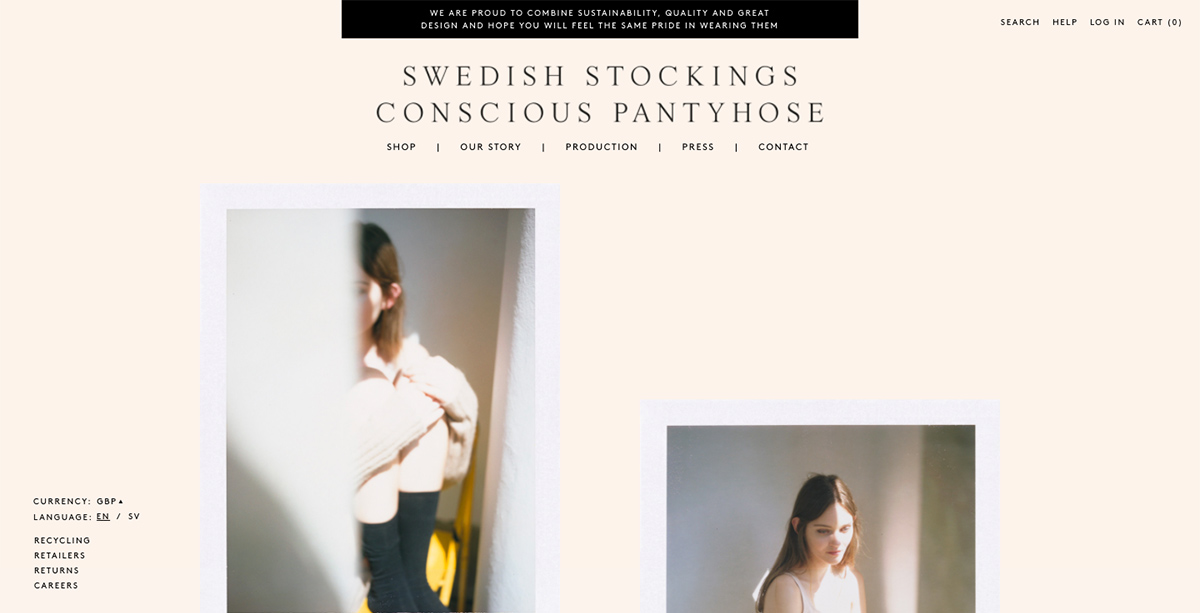 WE ARE PROUD TO COMBINE SUSTAINABILITY, QUALITY AND GREAT
DESIGN AND HOPE YOU WILL FEEL THE SAME PRIDE IN WEARING THEM
SEARCH HELP LOG IN CART (0)
SWEDISH STOCKINGS
CONSCIOUS PANTYHOSE
SHOP | OUR STORY | PRODUCTION | PRESS | CONTACT
CURRENCY: GBP▲
LANGUAGE: EN / SV
RECYCLING
RETAILERS
RETURNS
CAREERS